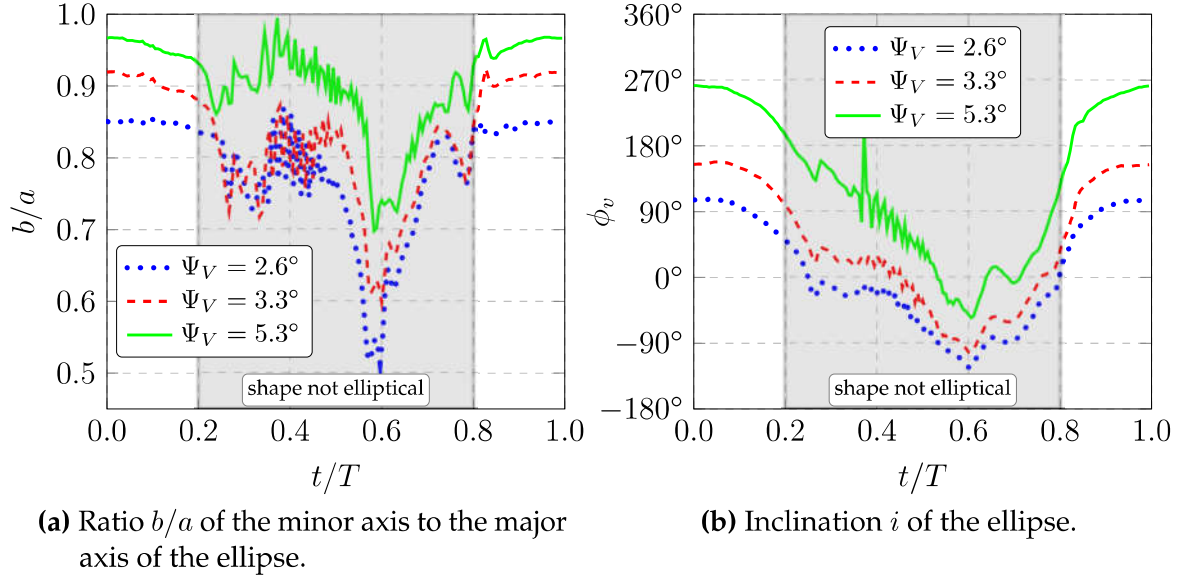 1.0
0.9
0.8
0.7
0.6
0.5
b/a
Ψ_V = 2.6°
Ψ_V = 3.3°
Ψ_V = 5.3°
shape not elliptical
0.0 0.2 0.4 0.6 0.8 1.0
t/T
(a) Ratio b/a of the minor axis to the major
axis of the ellipse.
360°
270°
180°
90°
0°
−90°
−180°
ϕ_v
Ψ_V = 2.6°
Ψ_V = 3.3°
Ψ_V = 5.3°
shape not elliptical
0.0 0.2 0.4 0.6 0.8 1.0
t/T
(b) Inclination i of the ellipse.